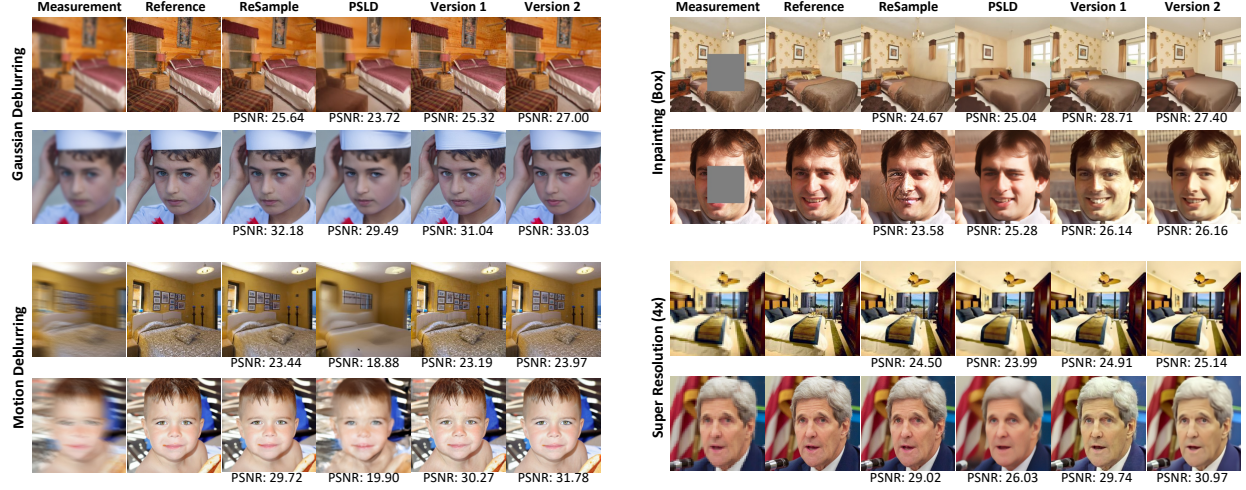 Measurement Reference ReSample PSLD Version 1 Version 2
Gaussian Deblurring
PSNR: 25.64 PSNR: 23.72 PSNR: 25.32 PSNR: 27.00
PSNR: 32.18 PSNR: 29.49 PSNR: 31.04 PSNR: 33.03
Motion Deblurring
PSNR: 23.44 PSNR: 18.88 PSNR: 23.19 PSNR: 23.97
PSNR: 29.72 PSNR: 19.90 PSNR: 30.27 PSNR: 31.78
Measurement Reference ReSample PSLD Version 1 Version 2
Inpainting (Box)
PSNR: 24.67 PSNR: 25.04 PSNR: 28.71 PSNR: 27.40
PSNR: 23.58 PSNR: 25.28 PSNR: 26.14 PSNR: 26.16
Super Resolution (4x)
PSNR: 24.50 PSNR: 23.99 PSNR: 24.91 PSNR: 25.14
PSNR: 29.02 PSNR: 26.03 PSNR: 29.74 PSNR: 30.97